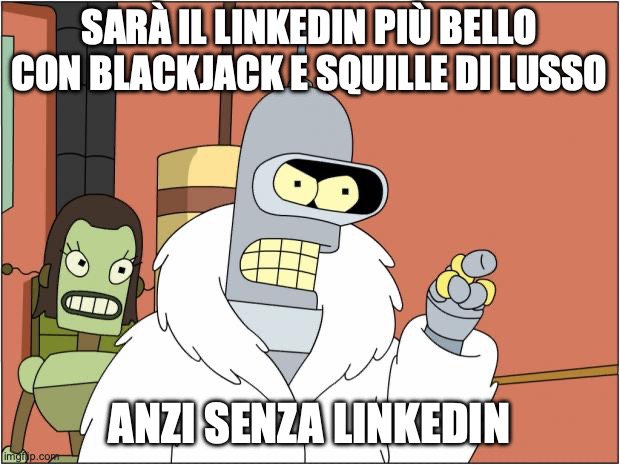 SARÀ IL LINKEDIN PIÙ BELLO
CON BLACKJACK E SQUILLE DI LUSSO
ANZI SENZA LINKEDIN
imgflip.com